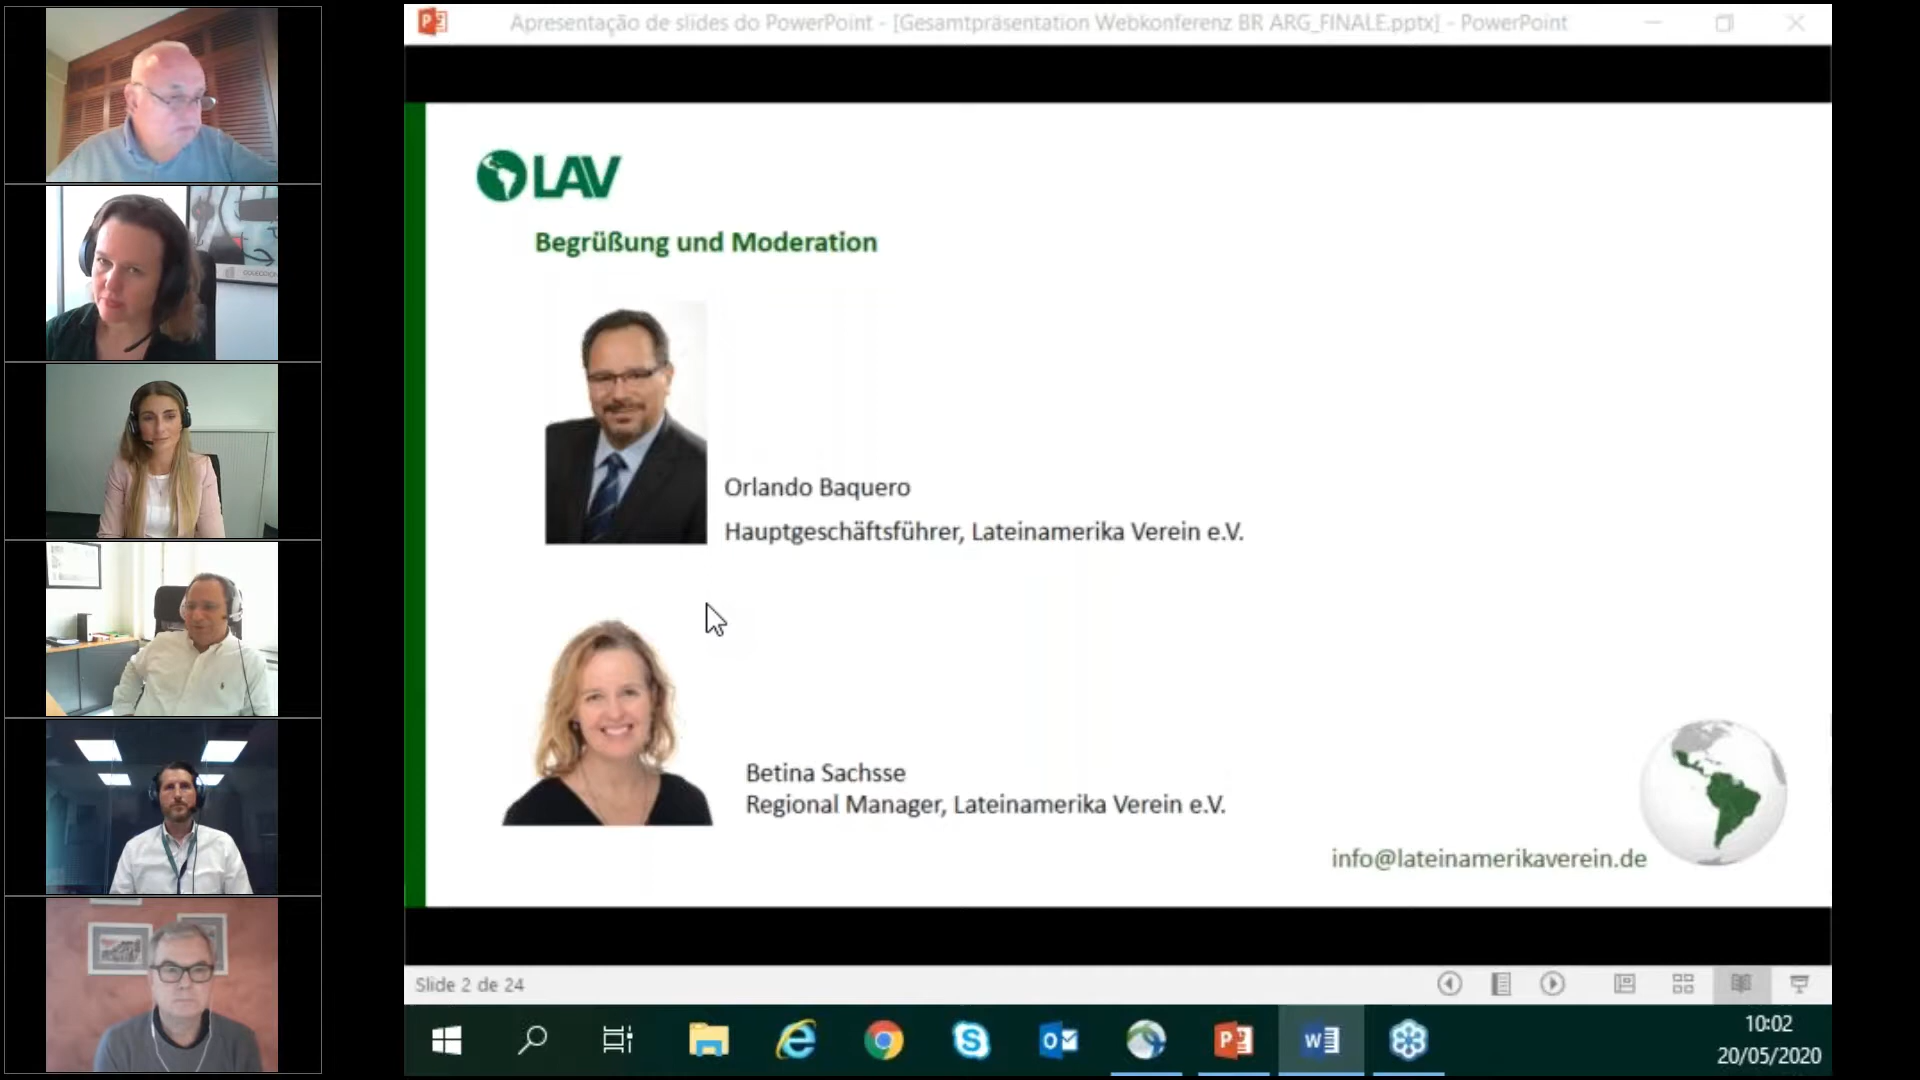 Apresentação de slides do PowerPoint - [Gesamtpräsentation Webkonferenz BR ARG_FINALE.pptx] - PowerPoint
LAV
Begrüßung und Moderation
Orlando Baquero
Hauptgeschäftsführer, Lateinamerika Verein e.V.
Betina Sachsse
Regional Manager, Lateinamerika Verein e.V.
info@lateinamerikaverein.de
Slide 2 de 24
10:02
20/05/2020